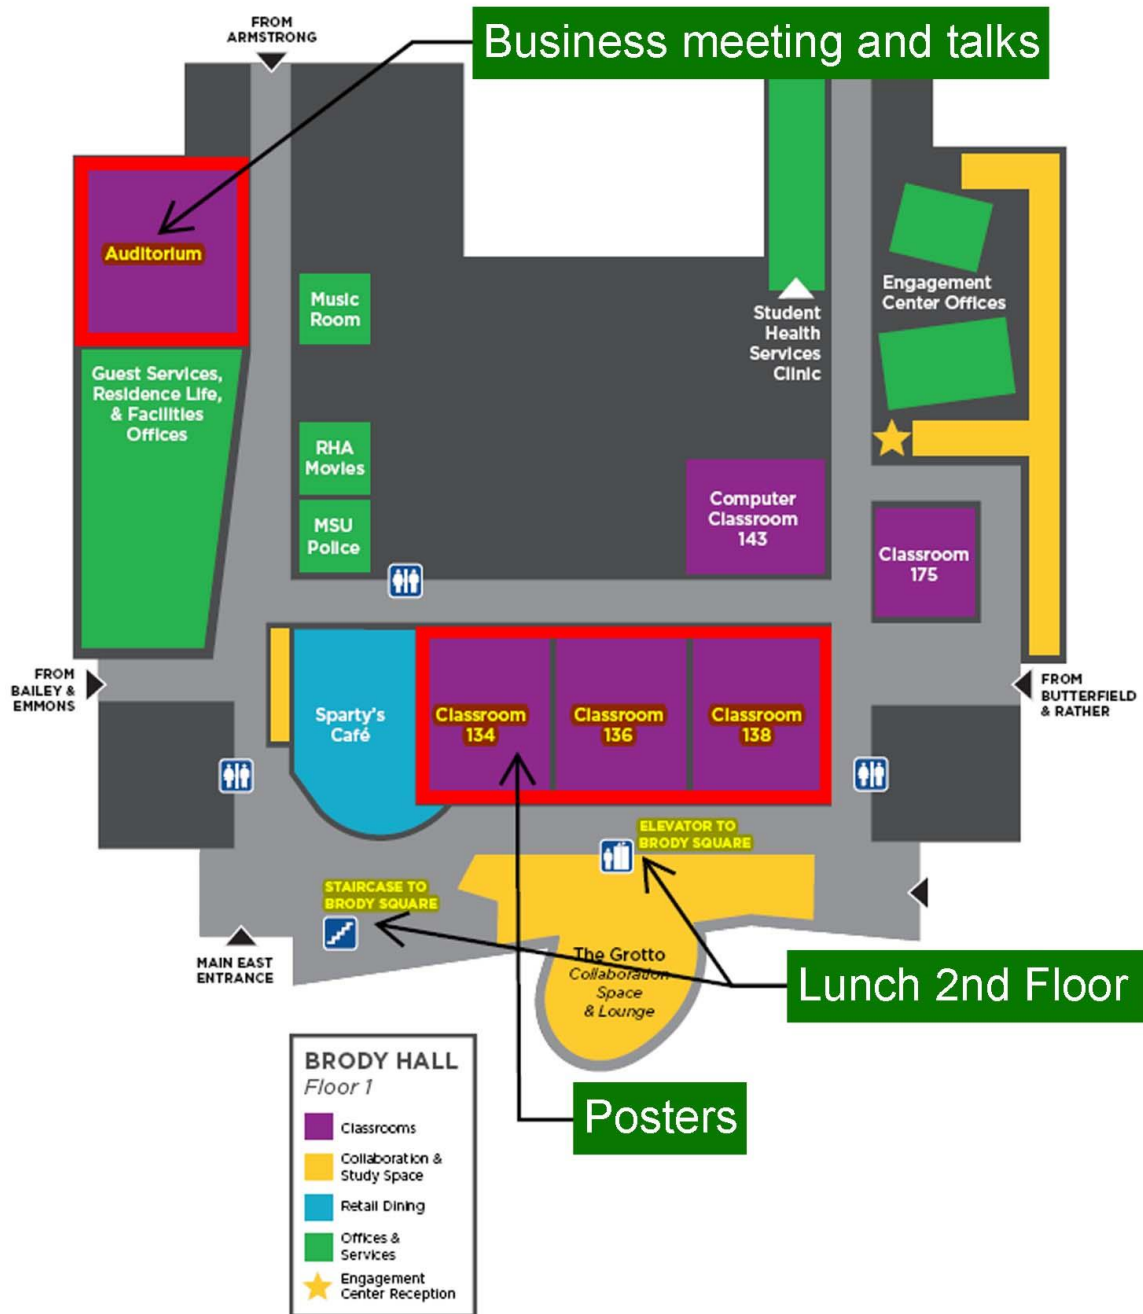 FROM
ARMSTRONG
Business meeting and talks
Auditorium
Music
Room
Student
Health
Services
Clinic
Engagement
Center Offices
Guest Services,
Residence Life,
& Facilities
Offices
RHA
Movies
MSU
Police
Computer
Classroom
143
Classroom
175
FROM
BAILEY &
EMMONS
FROM
BUTTERFIELD
& RATHER
Sparty's
Café
Classroom
134
Classroom
136
Classroom
138
ELEVATOR TO
BRODY SQUARE
STAIRCASE TO
BRODY SQUARE
MAIN EAST
ENTRANCE
The Grotto
Collaboration
Space
& Lounge
Lunch 2nd Floor
Posters
BRODY HALL
Floor 1
Classrooms
Collaboration &
Study Space
Retail Dining
Offices &
Services
Engagement
Center Reception